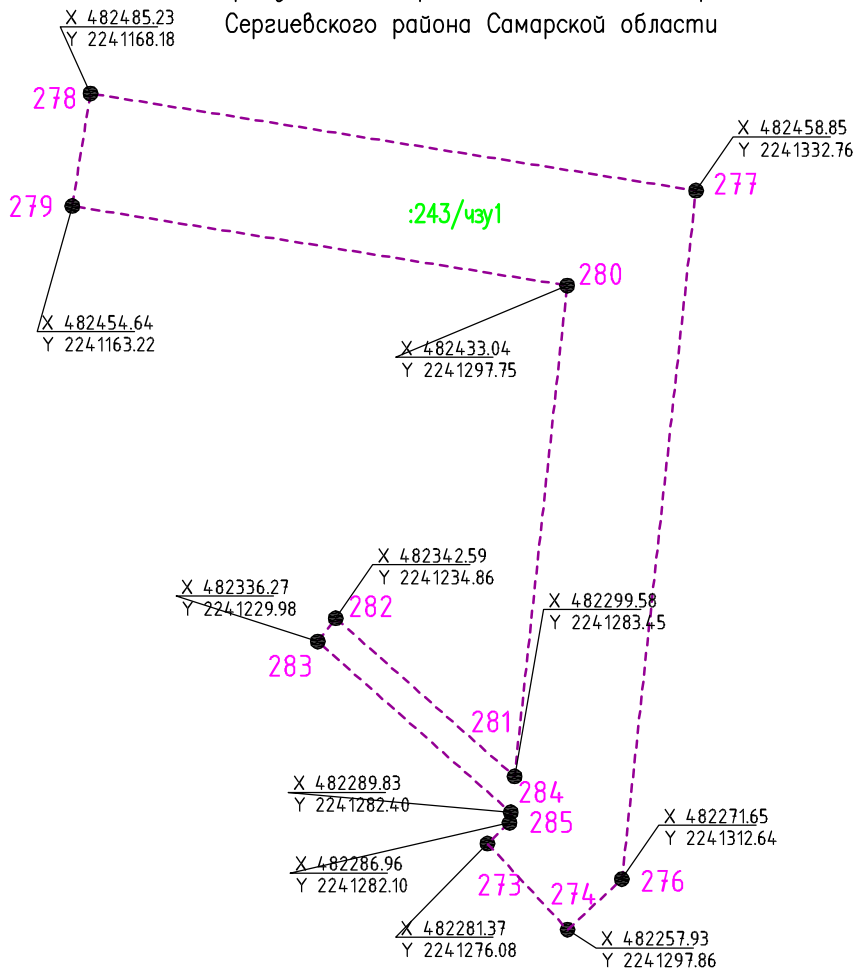 Сергиевского района Самарской области
X 482485.23
Y 2241168.18
278
X 482458.85
Y 2241332.76
277
279
:243/чзу1
280
X 482454.64
Y 2241163.22
X 482433.04
Y 2241297.75
X 482342.59
Y 2241234.86
X 482336.27
Y 2241229.98
282
X 482299.58
Y 2241283.45
283
281
X 482289.83
Y 2241282.40
284
285
X 482271.65
Y 2241312.64
X 482286.96
Y 2241282.10
273
274
276
X 482281.37
Y 2241276.08
X 482257.93
Y 2241297.86